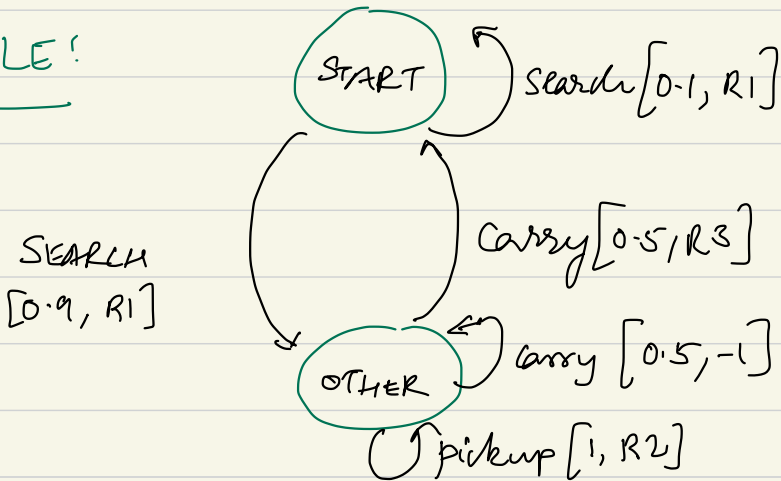 LE!
START
Search [0.1, R1]
Carry [0.5, R3]
SEARCH
[0.9, R1]
carry [0.5, -1]
OTHER
pickup [1, R2]